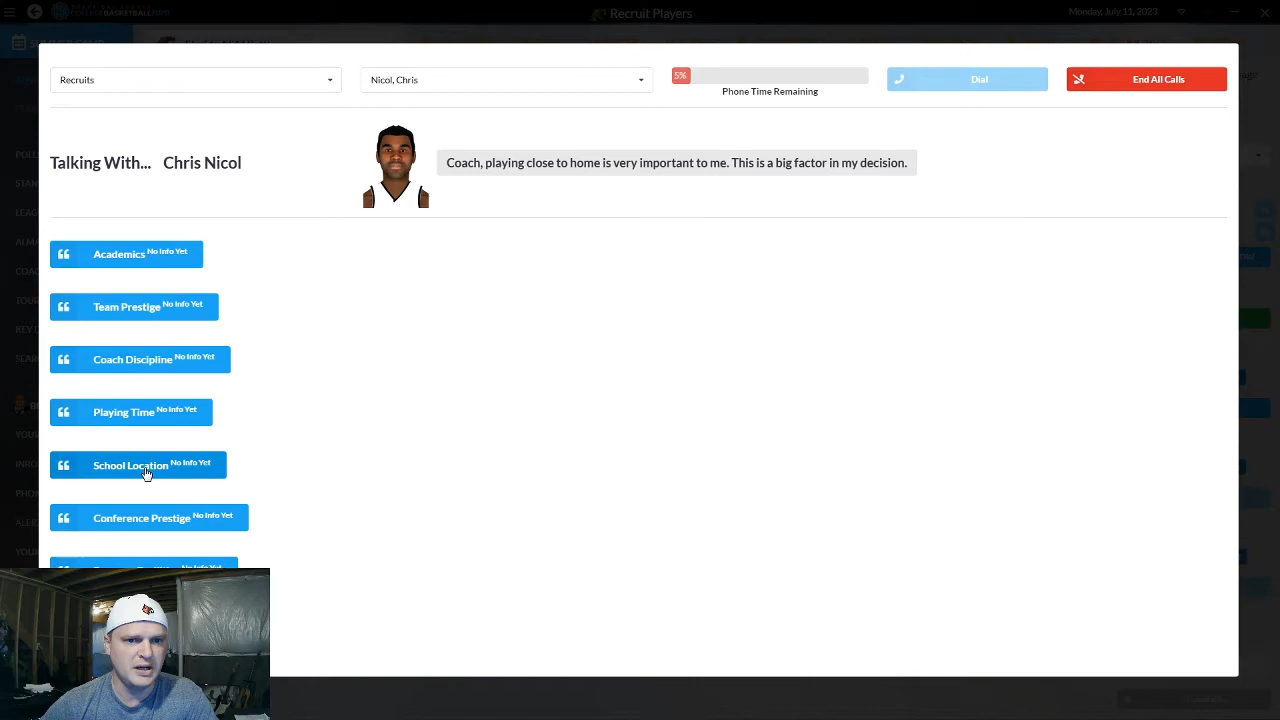 COLLEGE BASKETBALL
Recruit Players
Monday, July 11, 2023
Recruits
Nicol, Chris
5%
Phone Time Remaining
Dial
End All Calls
Talking With... Chris Nicol
Coach, playing close to home is very important to me. This is a big factor in my decision.
Academics No Info Yet
Team Prestige No Info Yet
Coach Discipline No Info Yet
Playing Time No Info Yet
School Location No Info Yet
Conference Prestige No Info Yet